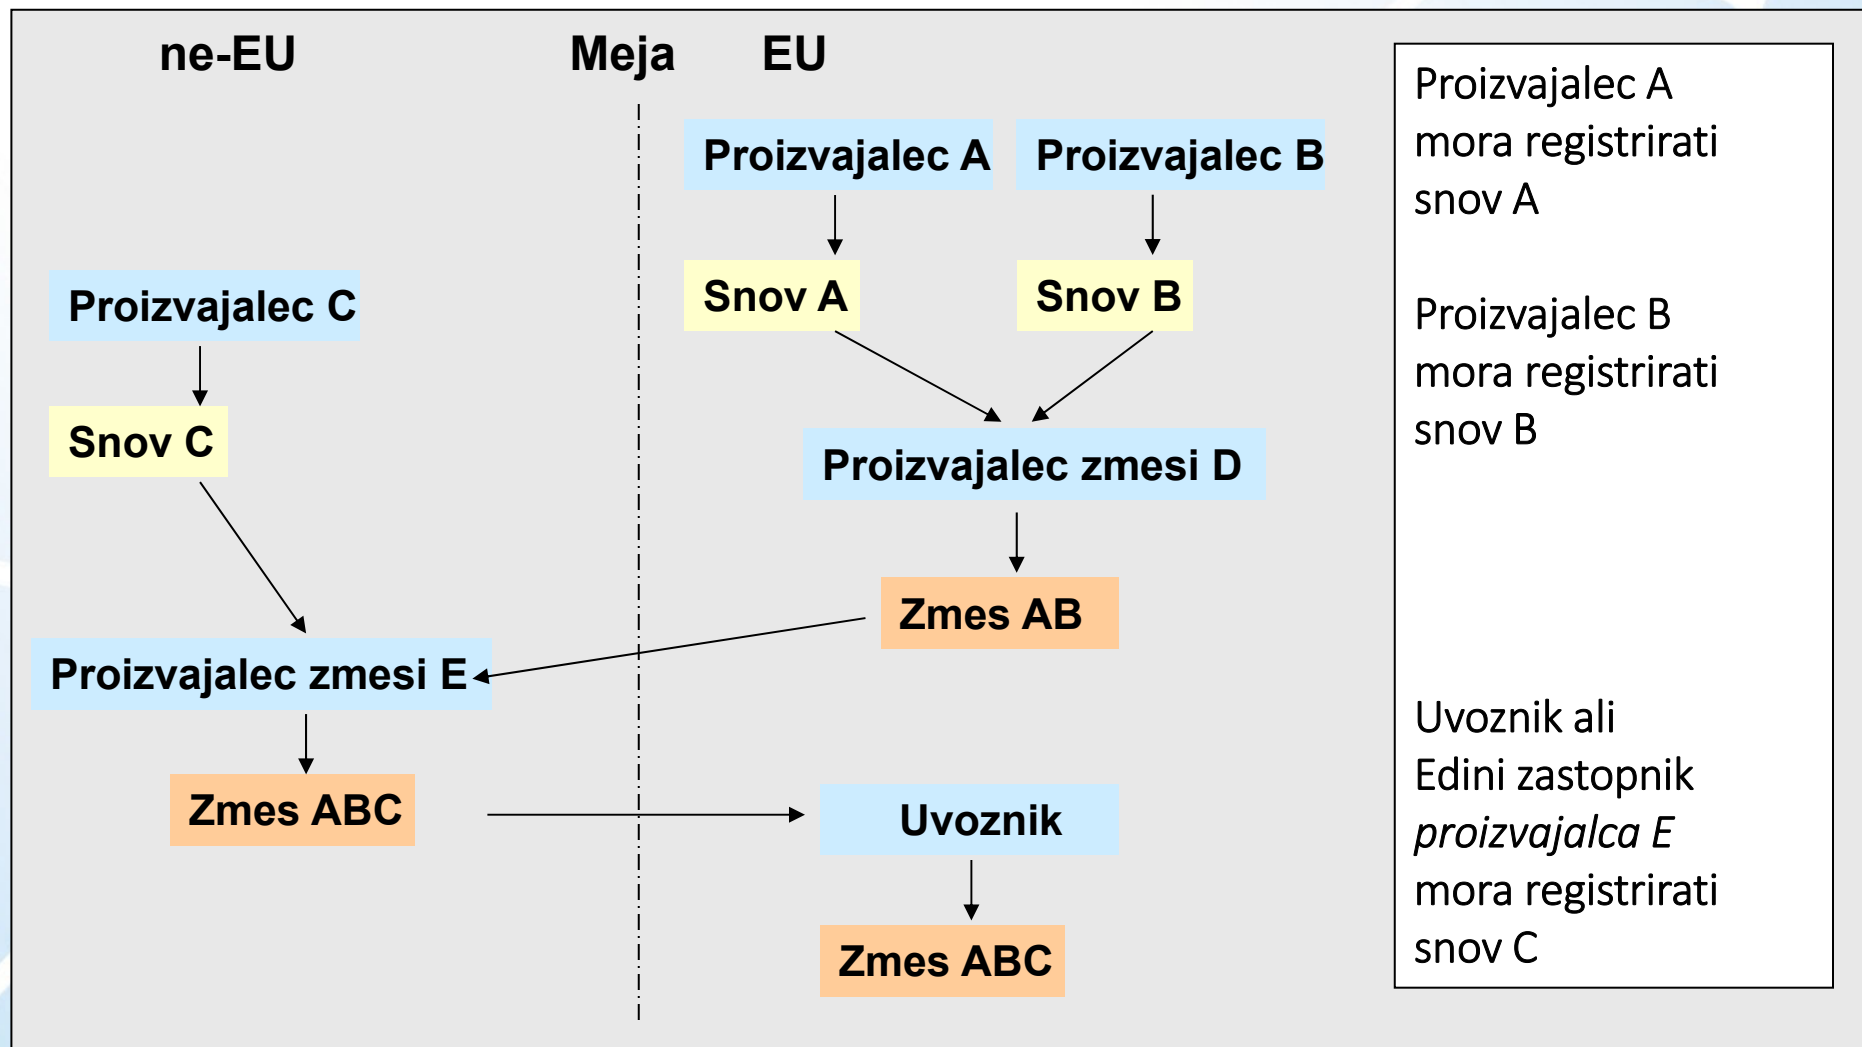 ne-EU
Meja
EU
Proizvajalec A
Proizvajalec B
Snov A
Snov B
Proizvajalec C
Snov C
Proizvajalec zmesi D
Zmes AB
Proizvajalec zmesi E
Zmes ABC
Uvoznik
Zmes ABC
Proizvajalec A
mora registrirati
snov A
Proizvajalec B
mora registrirati
snov B
Uvoznik ali
Edini zastopnik
proizvajalca E
mora registrirati
snov C